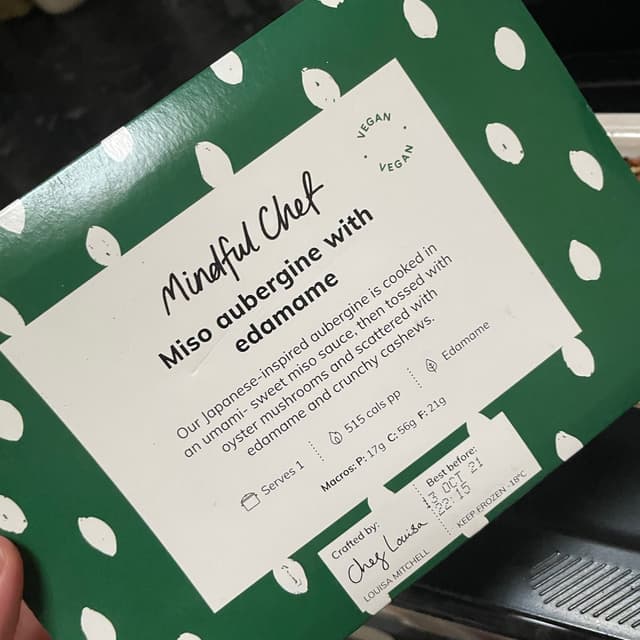 VEGAN
VEGAN
Mindful Chef
Miso aubergine with
edamame
Our Japanese-inspired aubergine is cooked in
an umami- sweet miso sauce, then tossed with
oyster mushrooms and scattered with
edamame and crunchy cashews.
Serves 1
515 cals pp
Edamame
Macros: P: 17g C: 56g F: 21g
Crafted by:
Chez Louisa
LOUISA MITCHELL
Best before:
13 OCT 21
22:15
KEEP FROZEN -18°C